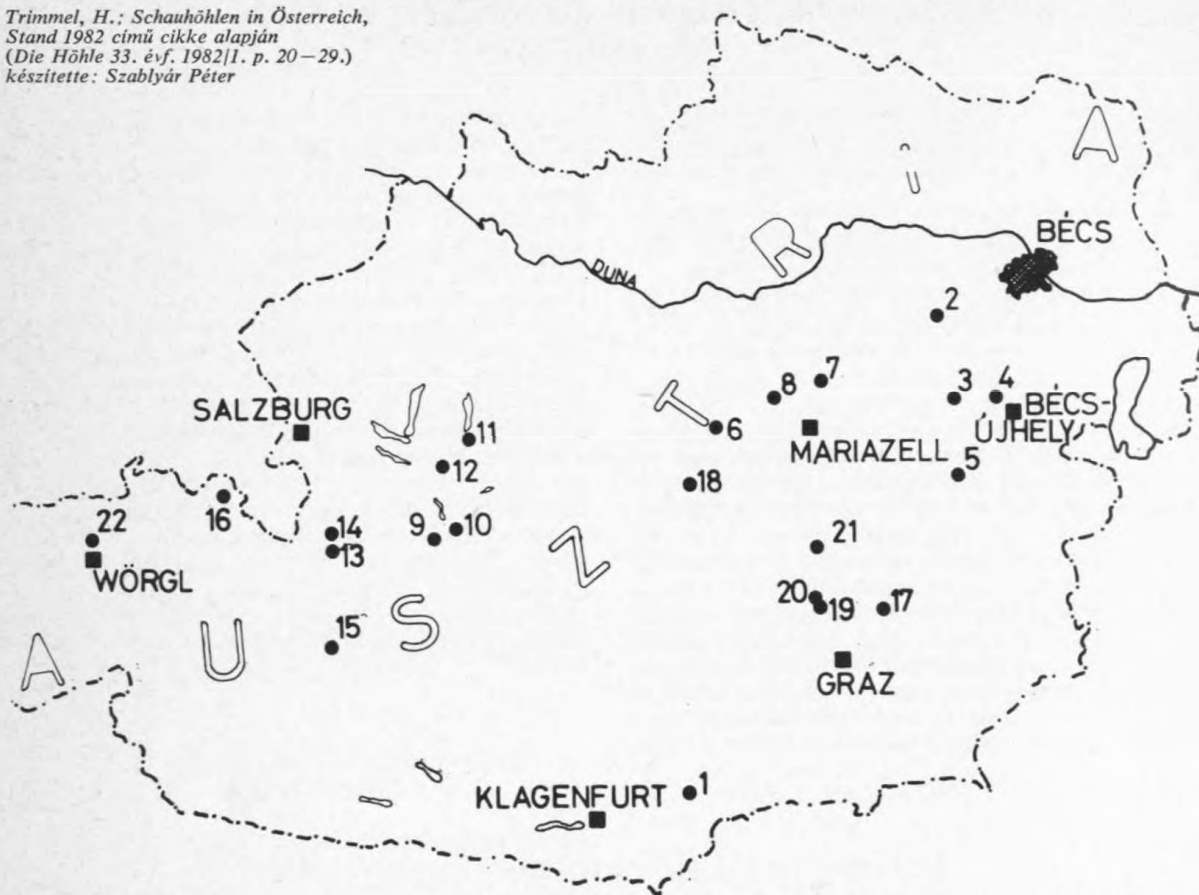 Trimmel, H.: Schauhöhlen in Österreich,
Stand 1982 című cikke alapján
(Die Höhle 33. évf. 1982/1. p. 20—29.)
készítette: Szablyár Péter
A
I
BÉCS
R
DUNA
2
7
8
3
4
BÉCS-
ÚJHELY
SALZBURG
11
T
6
MARIAZELL
12
5
18
16
14
9
10
22
13
Z
21
WÖRGL
20
19
17
15
S
A
U
GRAZ
KLAGENFURT
1